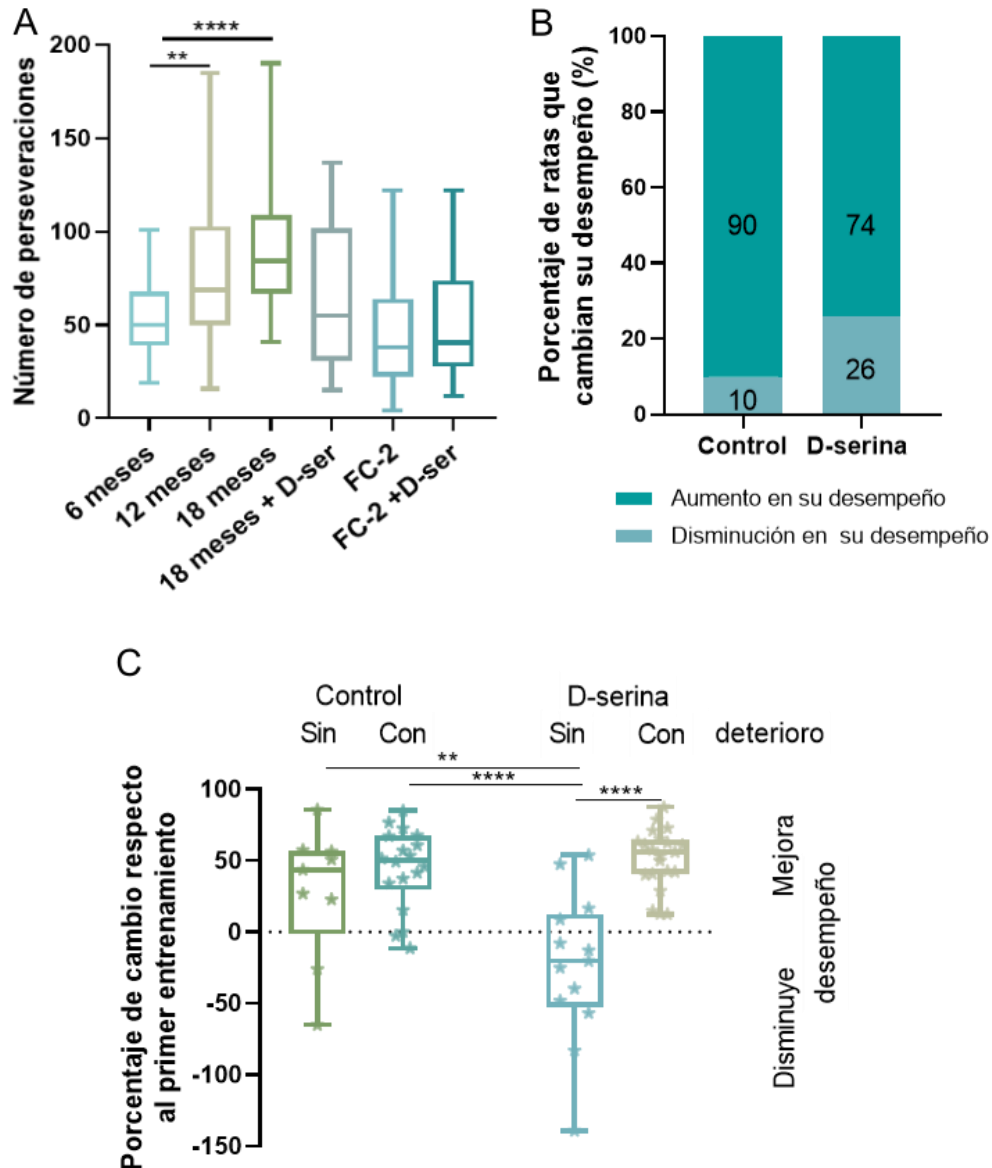 A
Número de perseveraciones
200
150
100
50
0
**
****
6 meses
12 meses
18 meses
18 meses + D-ser
FC-2
FC-2 +D-ser
B
Porcentaje de ratas que
cambian su desempeño (%)
100
80
60
40
20
0
90
10
74
26
Control D-serina
Aumento en su desempeño
Disminución en su desempeño
C
Control D-serina
Sin Con Sin Con deterioro
**
****
****
Porcentaje de cambio respecto
al primer entrenamiento
100
50
0
-50
-100
-150
Mejora
Disminuye
desempeño